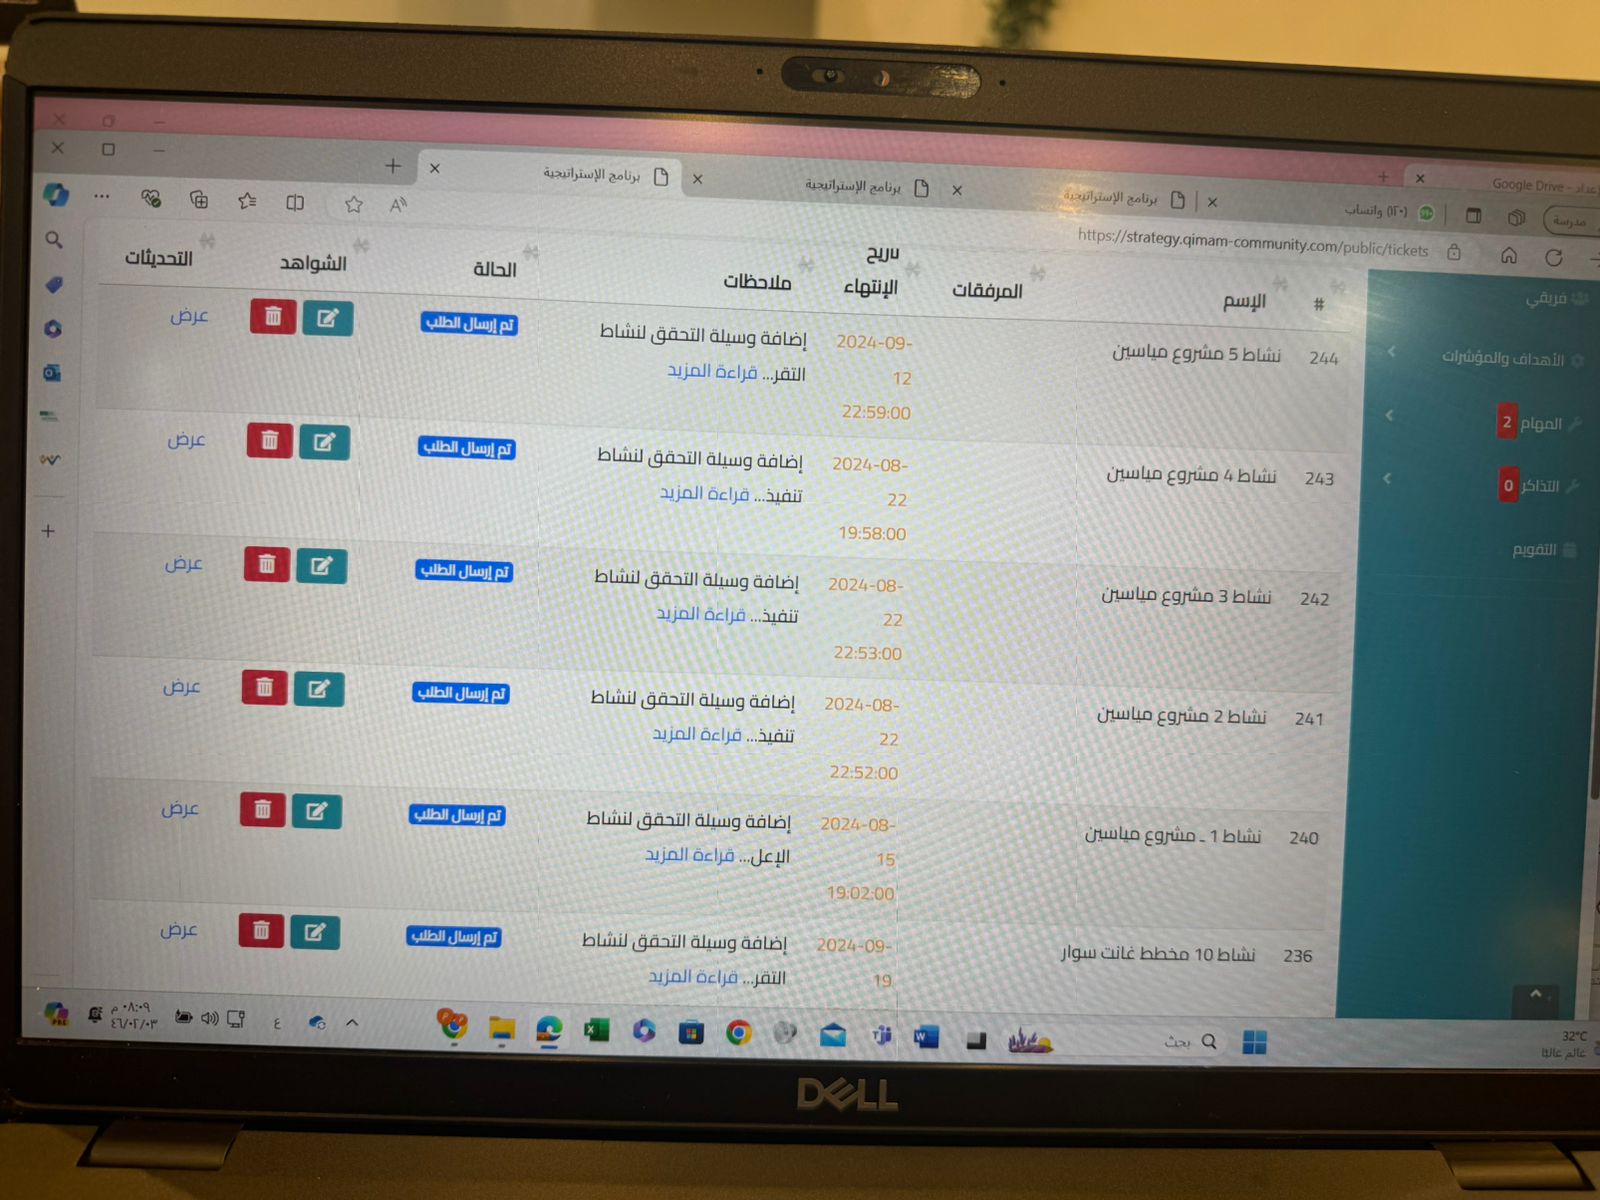 برنامج الإستراتيجية
برنامج الإستراتيجية
برنامج الإستراتيجية
(١٢٠) واتساب
Google Drive -
مدرسة
https://strategy.qimam-community.com/public/tickets
فريقي
الأهداف والمؤشرات
المهام 2
التذاكر 0
التقويم
# الإسم المرفقات تاريخ الإنتهاء ملاحظات الحالة الشواهد التحديثات
244 نشاط 5 مشروع مياسين 2024-09- إضافة وسيلة التحقق لنشاط تم إرسال الطلب عرض
12 التقر... قراءة المزيد
22:59:00
243 نشاط 4 مشروع مياسين 2024-08- إضافة وسيلة التحقق لنشاط تم إرسال الطلب عرض
22 تنفيذ... قراءة المزيد
19:58:00
242 نشاط 3 مشروع مياسين 2024-08- إضافة وسيلة التحقق لنشاط تم إرسال الطلب عرض
22 تنفيذ... قراءة المزيد
22:53:00
241 نشاط 2 مشروع مياسين 2024-08- إضافة وسيلة التحقق لنشاط تم إرسال الطلب عرض
22 تنفيذ... قراءة المزيد
22:52:00
240 نشاط 1 ـ مشروع مياسين 2024-08- إضافة وسيلة التحقق لنشاط تم إرسال الطلب عرض
15 الإعل... قراءة المزيد
19:02:00
236 نشاط 10 مخطط غانت سوار 2024-09- إضافة وسيلة التحقق لنشاط تم إرسال الطلب عرض
19 التقر... قراءة المزيد
32°C
غائم غالبًا
بحث
ع
٠٨:٠٩ م
٤٦/٠٢/٠٣
DELL